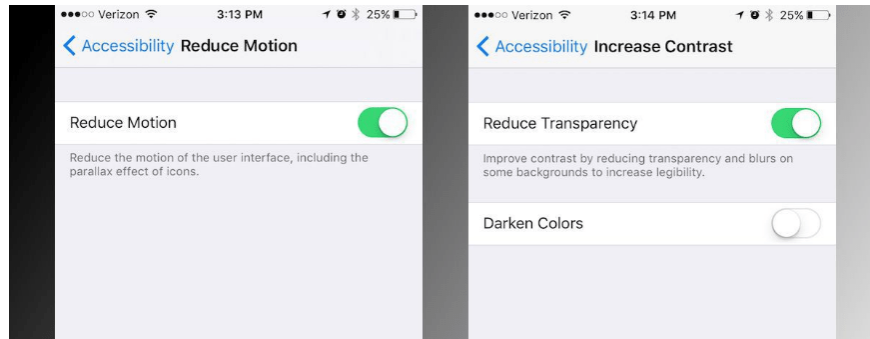 Verizon 3:13 PM 25%
Accessibility Reduce Motion
Reduce Motion
Reduce the motion of the user interface, including the
parallax effect of icons.
Verizon 3:14 PM 25%
Accessibility Increase Contrast
Reduce Transparency
Improve contrast by reducing transparency and blurs on
some backgrounds to increase legibility.
Darken Colors